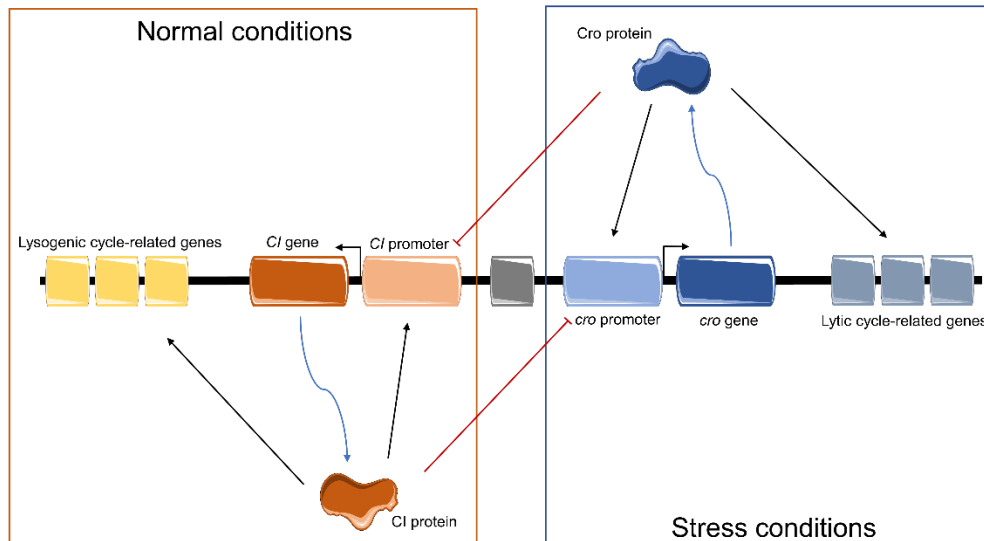 Normal conditions
Cro protein
Lysogenic cycle-related genes
CI gene
CI promoter
cro promoter
cro gene
Lytic cycle-related genes
CI protein
Stress conditions